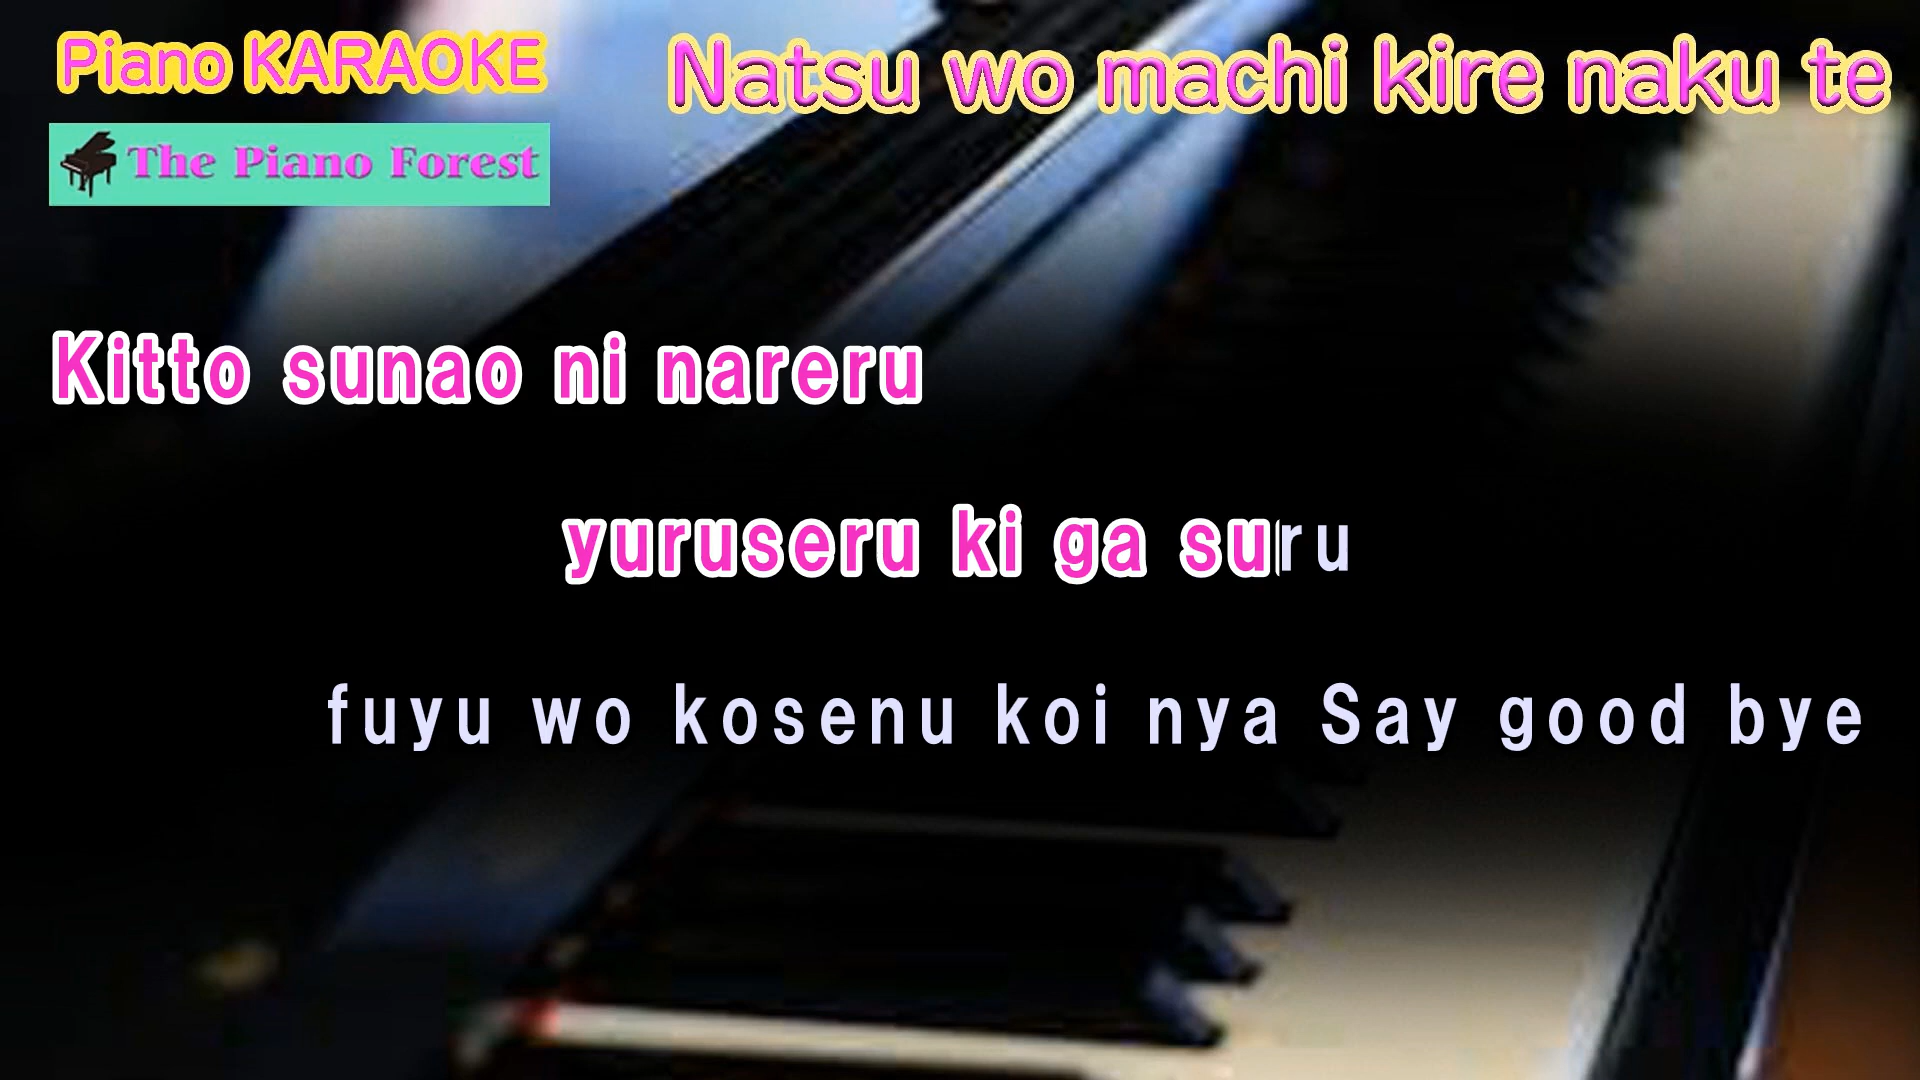 Piano KARAOKE
Natsu wo machi kire naku te
The Piano Forest
Kitto sunao ni nareru
yuruseru ki ga suru
fuyu wo kosenu koi nya Say good bye